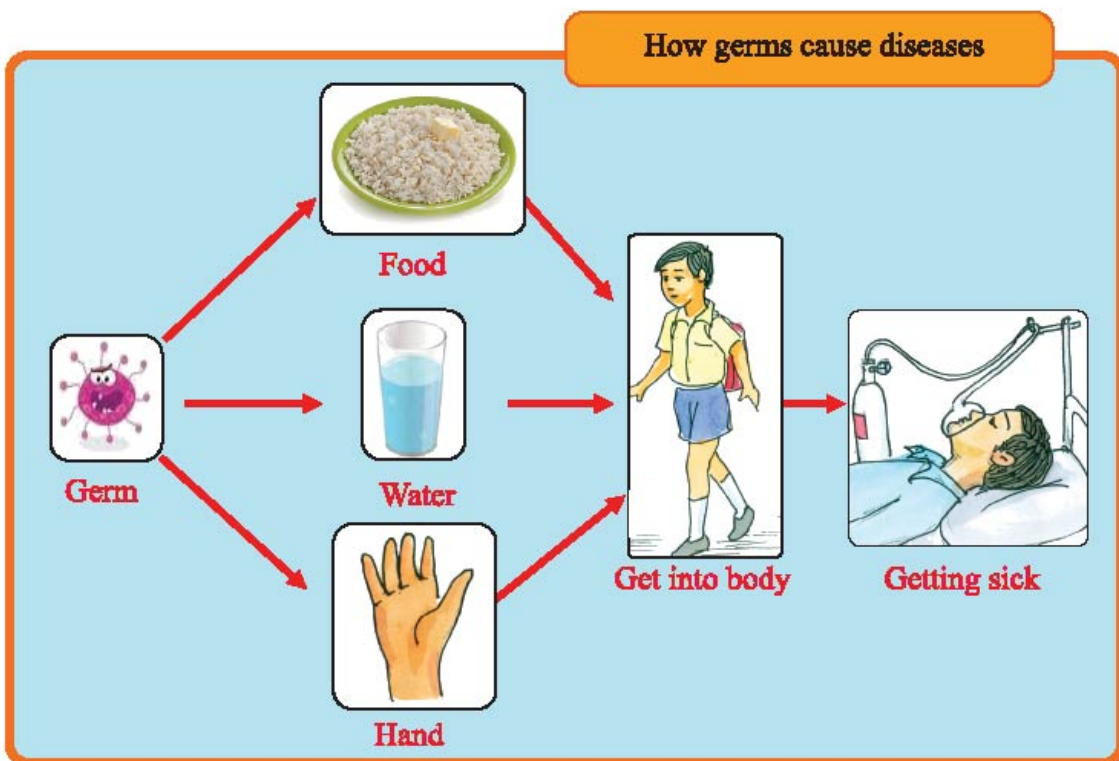 How germs cause diseases
Food
Germ
Water
Hand
Get into body
Getting sick